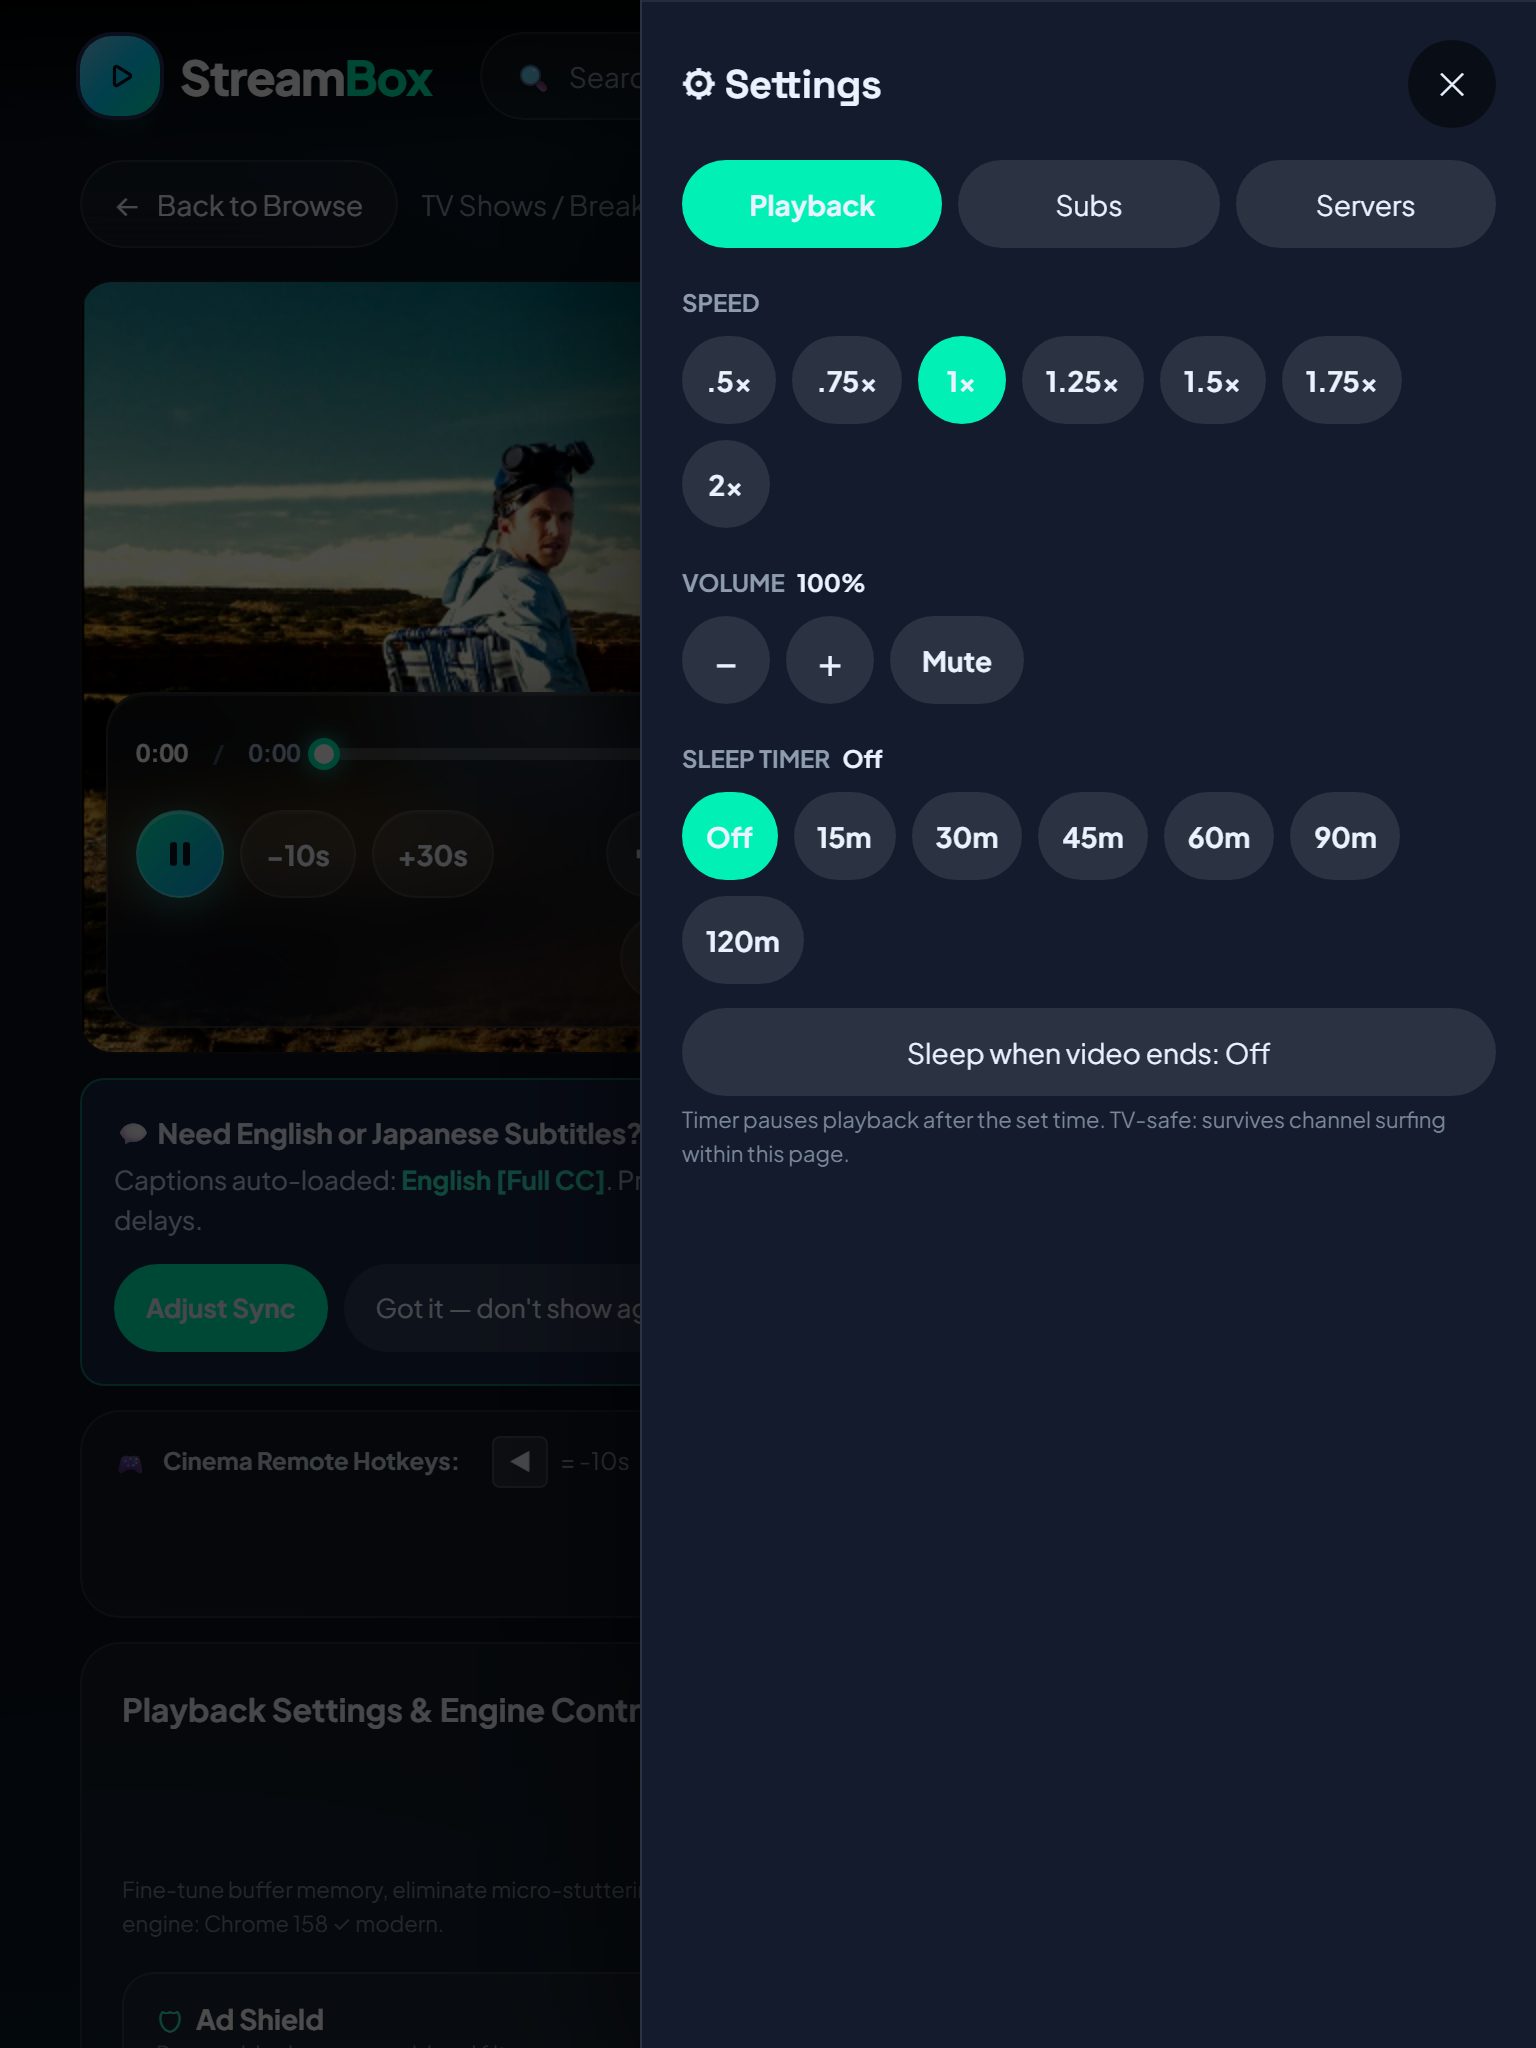 StreamBox
Searc
← Back to Browse
TV Shows / Break
0:00 / 0:00
-10s
+30s
Need English or Japanese Subtitles?
Captions auto-loaded: English [Full CC]. Pr
delays.
Adjust Sync
Got it — don't show ag
Cinema Remote Hotkeys: ◀ = -10s
Playback Settings & Engine Contr
Fine-tune buffer memory, eliminate micro-stutterin
engine: Chrome 158 ✓ modern.
Ad Shield
⚙ Settings
Playback
Subs
Servers
SPEED
.5×
.75×
1×
1.25×
1.5×
1.75×
2×
VOLUME 100%
−
+
Mute
SLEEP TIMER Off
Off
15m
30m
45m
60m
90m
120m
Sleep when video ends: Off
Timer pauses playback after the set time. TV-safe: survives channel surfing
within this page.